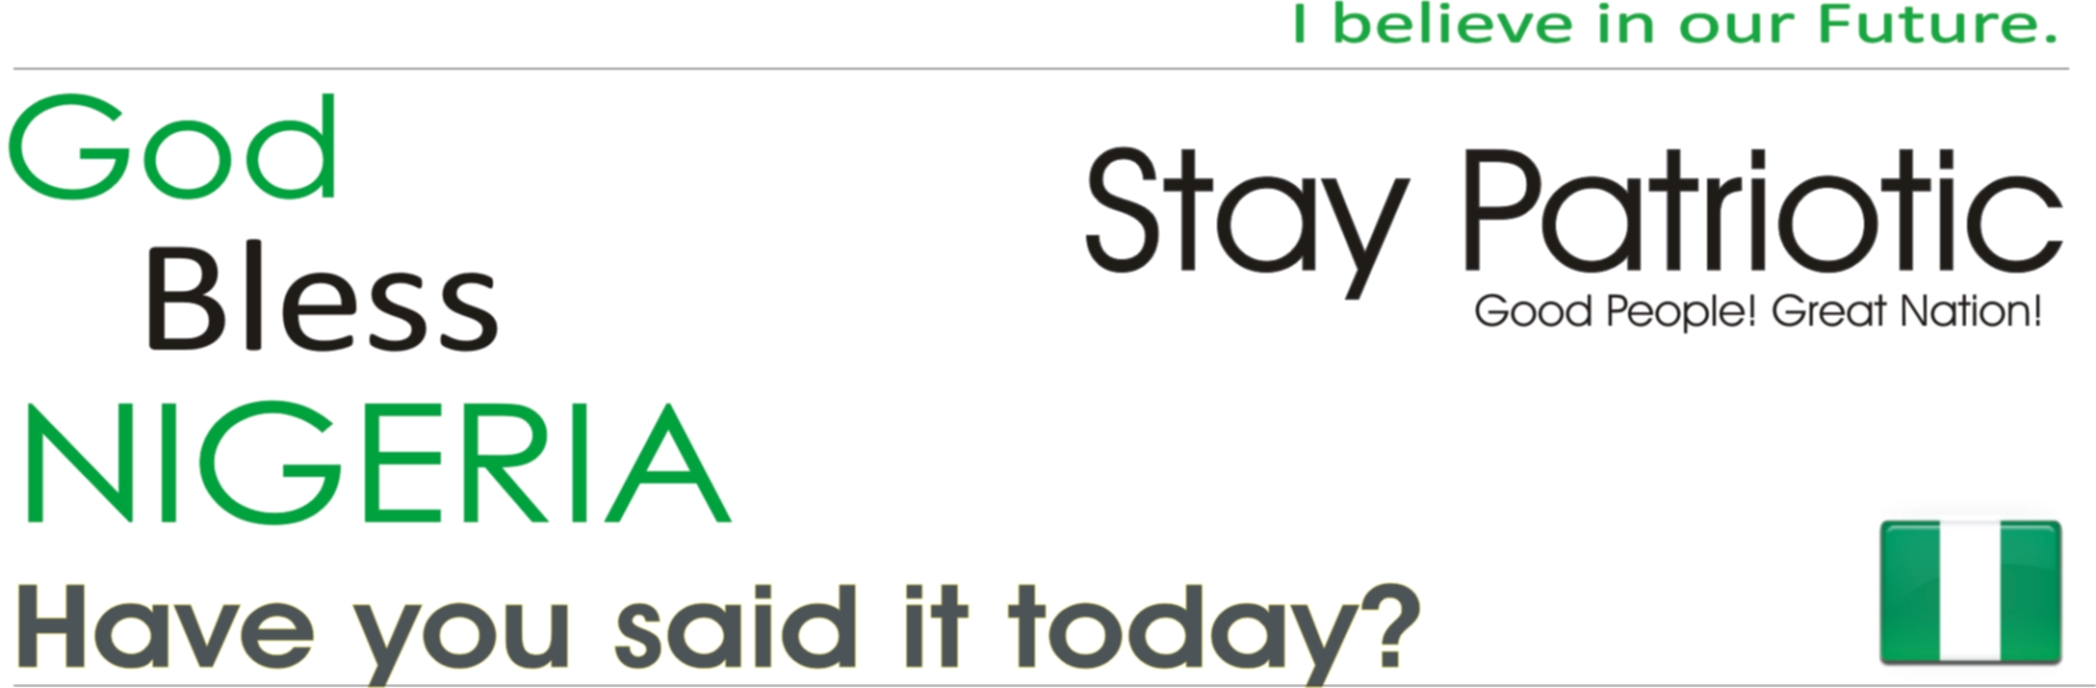 I believe in our Future.
God
Bless
NIGERIA
Stay Patriotic
Good People! Great Nation!
Have you said it today?